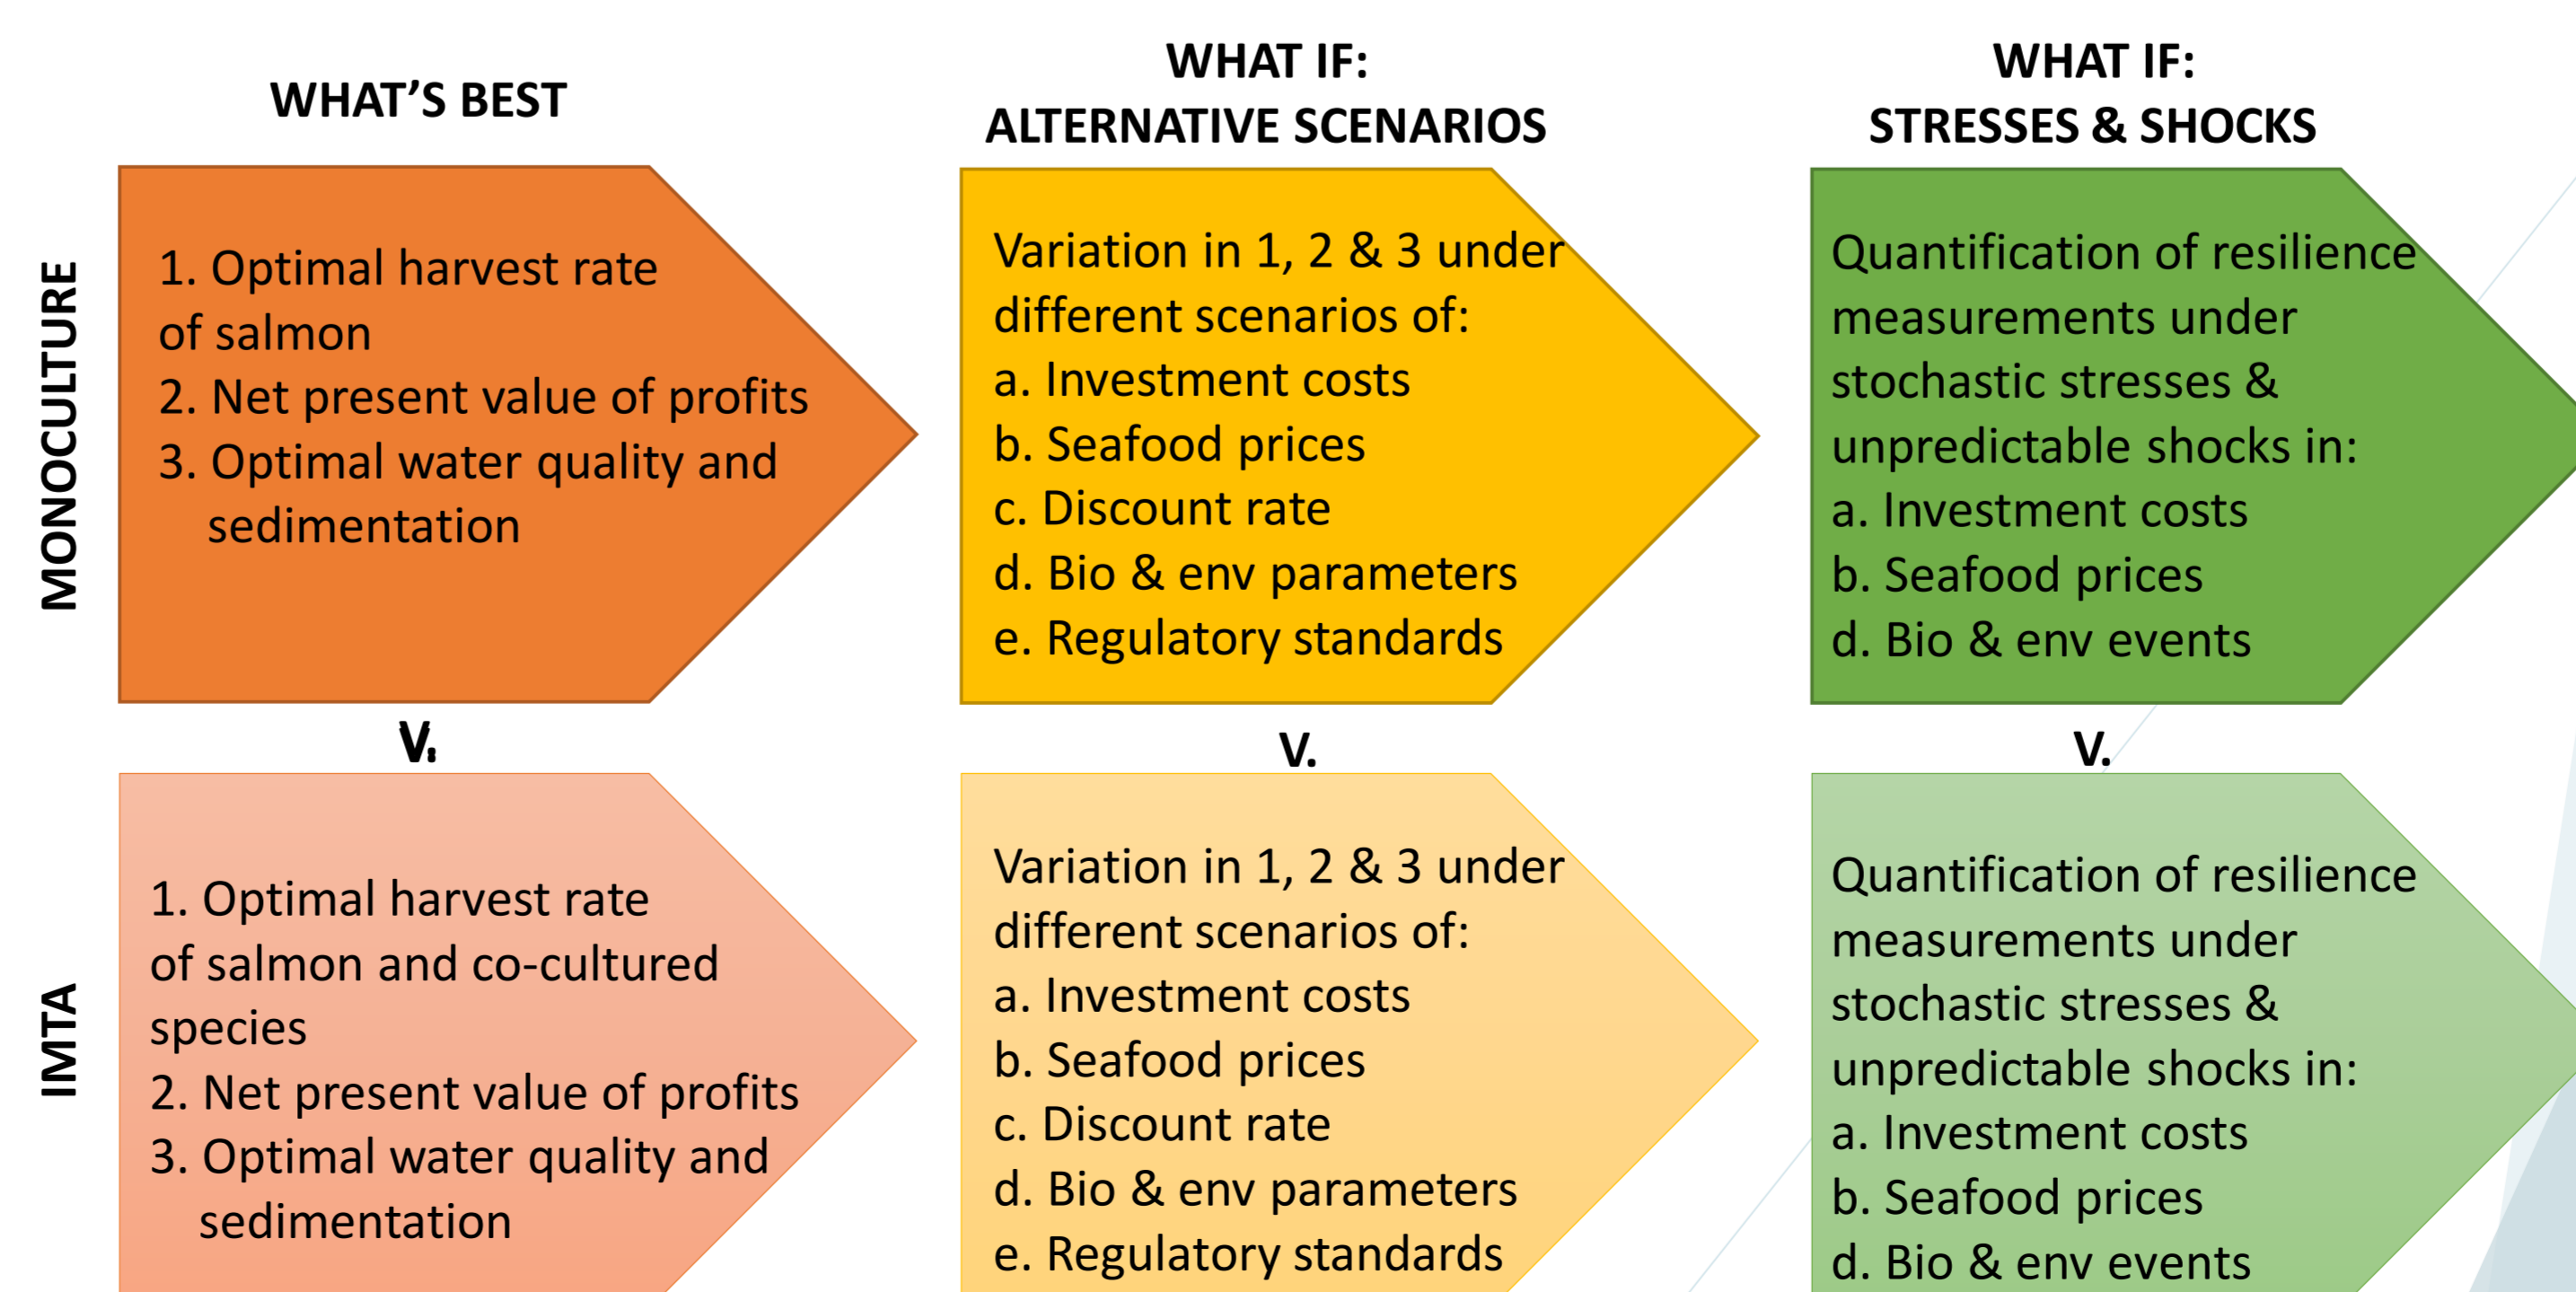 WHAT'S BEST
WHAT IF:
ALTERNATIVE SCENARIOS
WHAT IF:
STRESSES & SHOCKS
MONOCULTURE
1. Optimal harvest rate
of salmon
2. Net present value of profits
3. Optimal water quality and
sedimentation
Variation in 1, 2 & 3 under
different scenarios of:
a. Investment costs
b. Seafood prices
c. Discount rate
d. Bio & env parameters
e. Regulatory standards
Quantification of resilience
measurements under
stochastic stresses &
unpredictable shocks in:
a. Investment costs
b. Seafood prices
d. Bio & env events
V.
V.
V.
IMTA
1. Optimal harvest rate
of salmon and co-cultured
species
2. Net present value of profits
3. Optimal water quality and
sedimentation
Variation in 1, 2 & 3 under
different scenarios of:
a. Investment costs
b. Seafood prices
c. Discount rate
d. Bio & env parameters
e. Regulatory standards
Quantification of resilience
measurements under
stochastic stresses &
unpredictable shocks in:
a. Investment costs
b. Seafood prices
d. Bio & env events